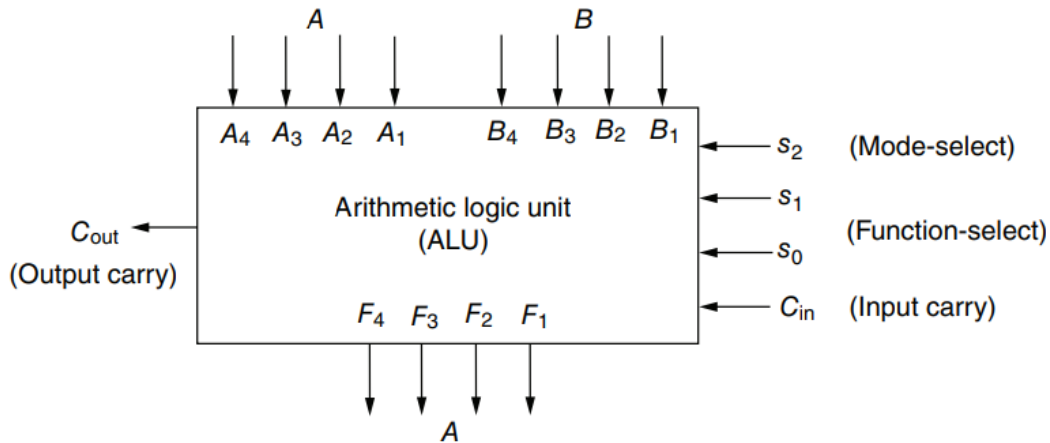 A B
A4 A3 A2 A1 B4 B3 B2 B1
s2 (Mode-select)
s1
Arithmetic logic unit
(ALU)
Cout
(Output carry)
(Function-select)
s0
F4 F3 F2 F1
Cin (Input carry)
A